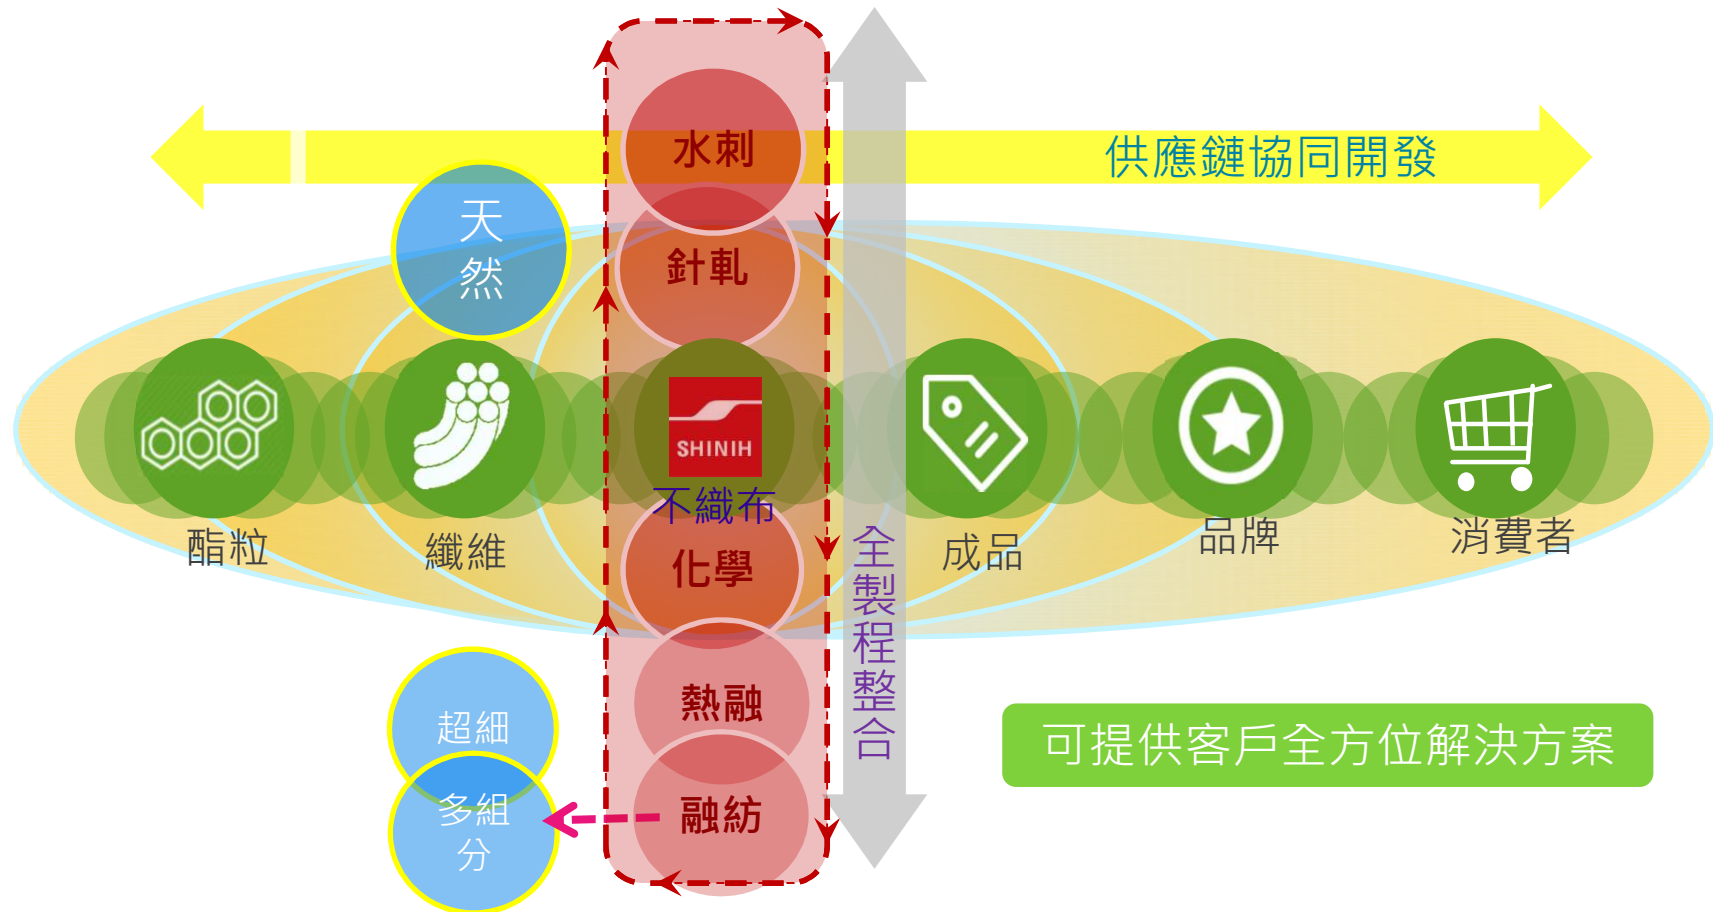 水刺
供應鏈協同開發
天
然
針軋
SHINIH
不織布
酯粒
纖維
成品
品牌
消費者
化學
全製程整合
熱融
超細
可提供客戶全方位解決方案
多組
分
融紡